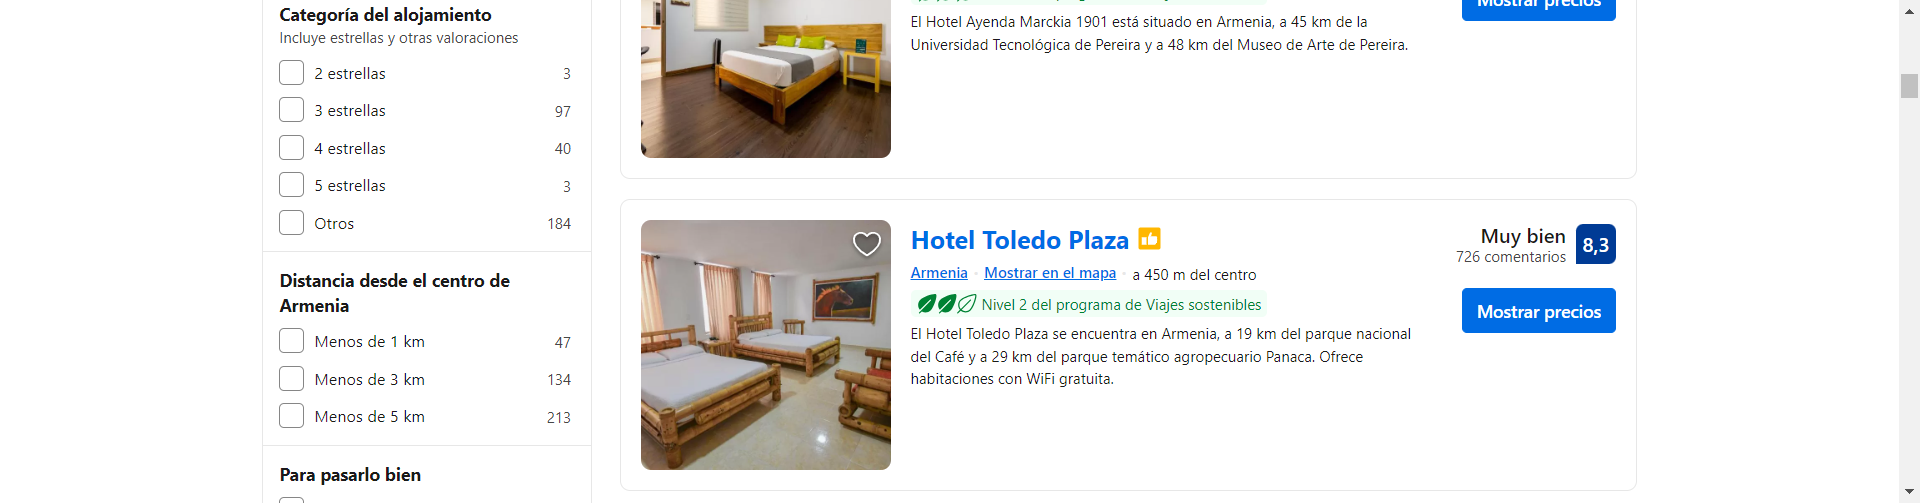 Categoría del alojamiento
Incluye estrellas y otras valoraciones
2 estrellas 3
3 estrellas 97
4 estrellas 40
5 estrellas 3
Otros 184
Distancia desde el centro de
Armenia
Menos de 1 km 47
Menos de 3 km 134
Menos de 5 km 213
Para pasarlo bien
El Hotel Ayenda Marckia 1901 está situado en Armenia, a 45 km de la
Universidad Tecnológica de Pereira y a 48 km del Museo de Arte de Pereira.
Mostrar precios
Hotel Toledo Plaza
Armenia · Mostrar en el mapa · a 450 m del centro
Nivel 2 del programa de Viajes sostenibles
El Hotel Toledo Plaza se encuentra en Armenia, a 19 km del parque nacional
del Café y a 29 km del parque temático agropecuario Panaca. Ofrece
habitaciones con WiFi gratuita.
Muy bien 8,3
726 comentarios
Mostrar precios